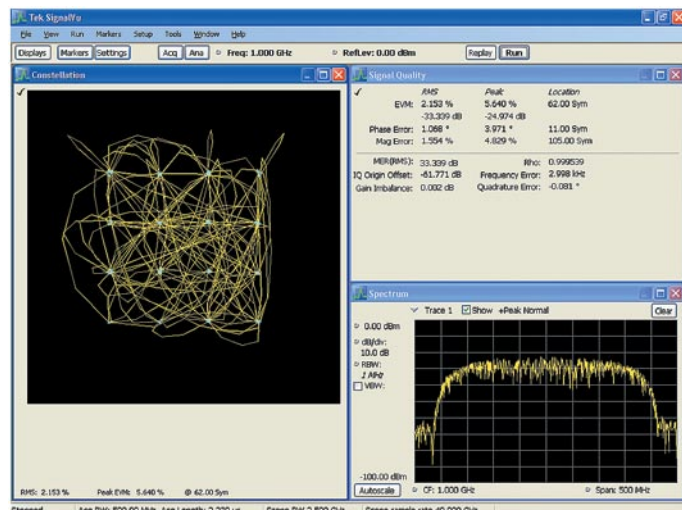 Tek SignalVu
File View Run Markers Setup Tools Window Help
Displays Markers Settings Acq Ana Freq: 1.000 GHz RefLev: 0.00 dBm Replay Run
Constellation
RMS: 2.153 % Peak EVM: 5.640 % @ 62.00 Sym
Signal Quality
RMS Peak Location
EVM: 2.153 % 5.640 % 62.00 Sym
-33.339 dB -24.974 dB
Phase Error: 1.068 ° 3.971 ° 11.00 Sym
Mag Error: 1.554 % 4.829 % 105.00 Sym
MER(RMS): 33.339 dB Rho: 0.999539
IQ Origin Offset: -61.771 dB Frequency Error: 2.998 kHz
Gain Imbalance: 0.002 dB Quadrature Error: -0.081 °
Spectrum
Trace 1 Show +Peak Normal Clear
0.00 dBm
dB/div:
10.0 dB
RBW:
1 MHz
VBW:
-100.00 dBm
Autoscale CF: 1.000 GHz Span: 500 MHz